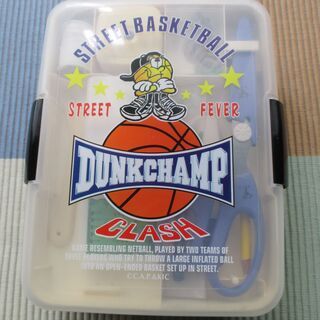 STREET BASKETBALL
STREET FEVER
DUNKCHAMP
CLASH
GAME RESEMBLING NETBALL, PLAYED BY TWO TEAMS OF
THREE PLAYERS WHO TRY TO THROW A LARGE INFLATED BALL
INTO AN OPEN-ENDED BASKET SET UP IN STREET.